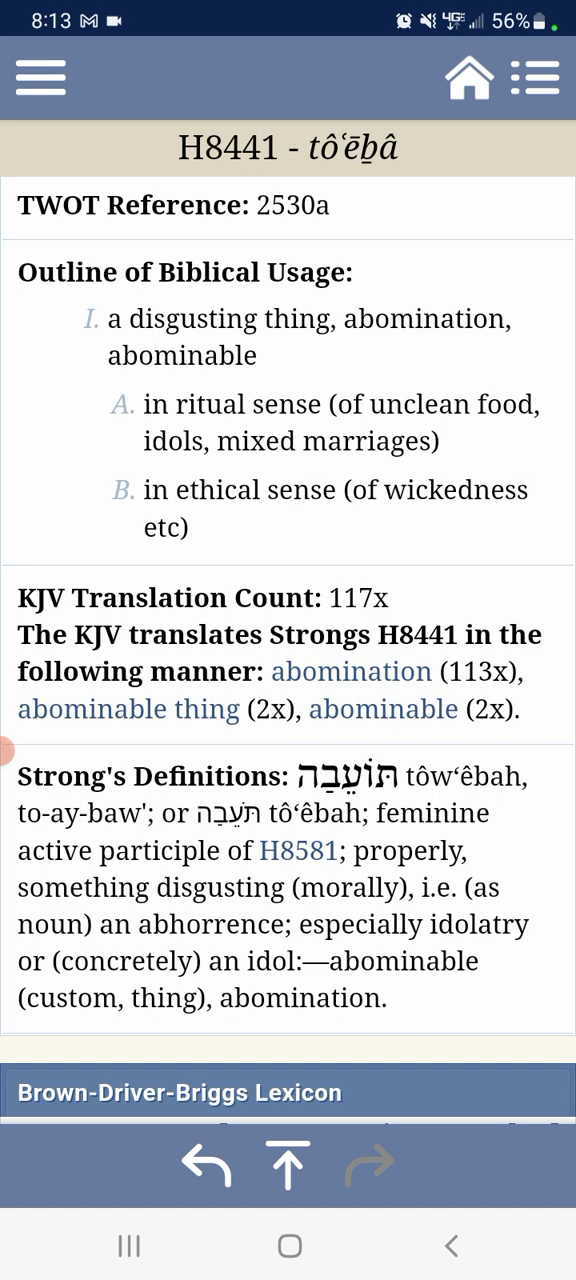 8:13
4GE 56%
H8441 - tôʿēḇâ
TWOT Reference: 2530a
Outline of Biblical Usage:
I. a disgusting thing, abomination,
abominable
A. in ritual sense (of unclean food,
idols, mixed marriages)
B. in ethical sense (of wickedness
etc)
KJV Translation Count: 117x
The KJV translates Strongs H8441 in the
following manner: abomination (113x),
abominable thing (2x), abominable (2x).
Strong's Definitions: תּוֹעֵבַה tôwʻêbah,
to-ay-baw'; or תֹּעֵבַה tôʻêbah; feminine
active participle of H8581; properly,
something disgusting (morally), i.e. (as
noun) an abhorrence; especially idolatry
or (concretely) an idol:—abominable
(custom, thing), abomination.
Brown-Driver-Briggs Lexicon